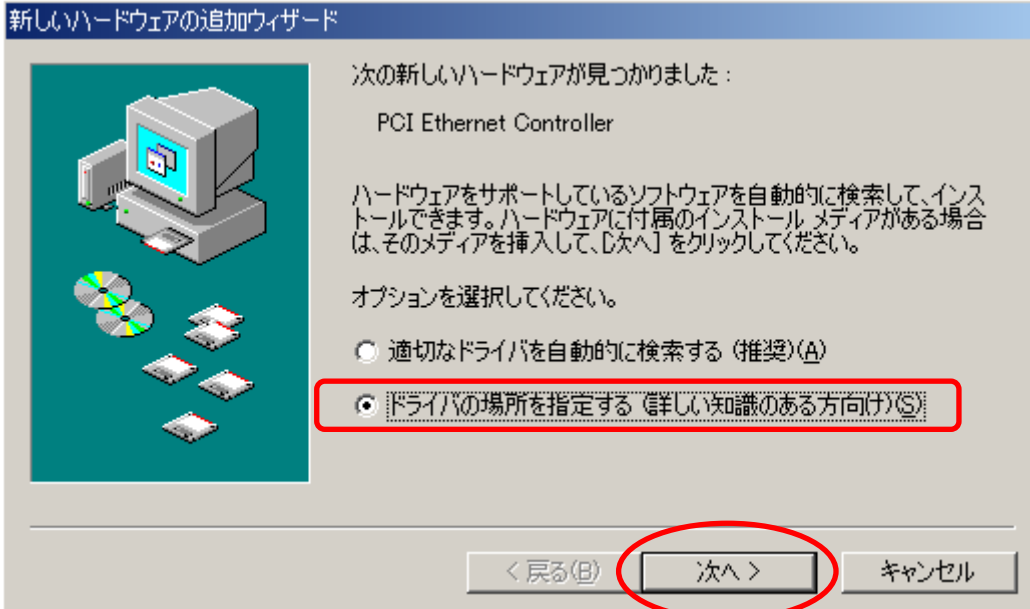 新しいハードウェアの追加ウィザード
次の新しいハードウェアが見つかりました :
PCI Ethernet Controller
ハードウェアをサポートしているソフトウェアを自動的に検索して、インス
トールできます。ハードウェアに付属のインストール メディアがある場合
は、そのメディアを挿入して、[次へ] をクリックしてください。
オプションを選択してください。
適切なドライバを自動的に検索する (推奨)(A)
ドライバの場所を指定する (詳しい知識のある方向け)(S)
< 戻る(B)
次へ >
キャンセル